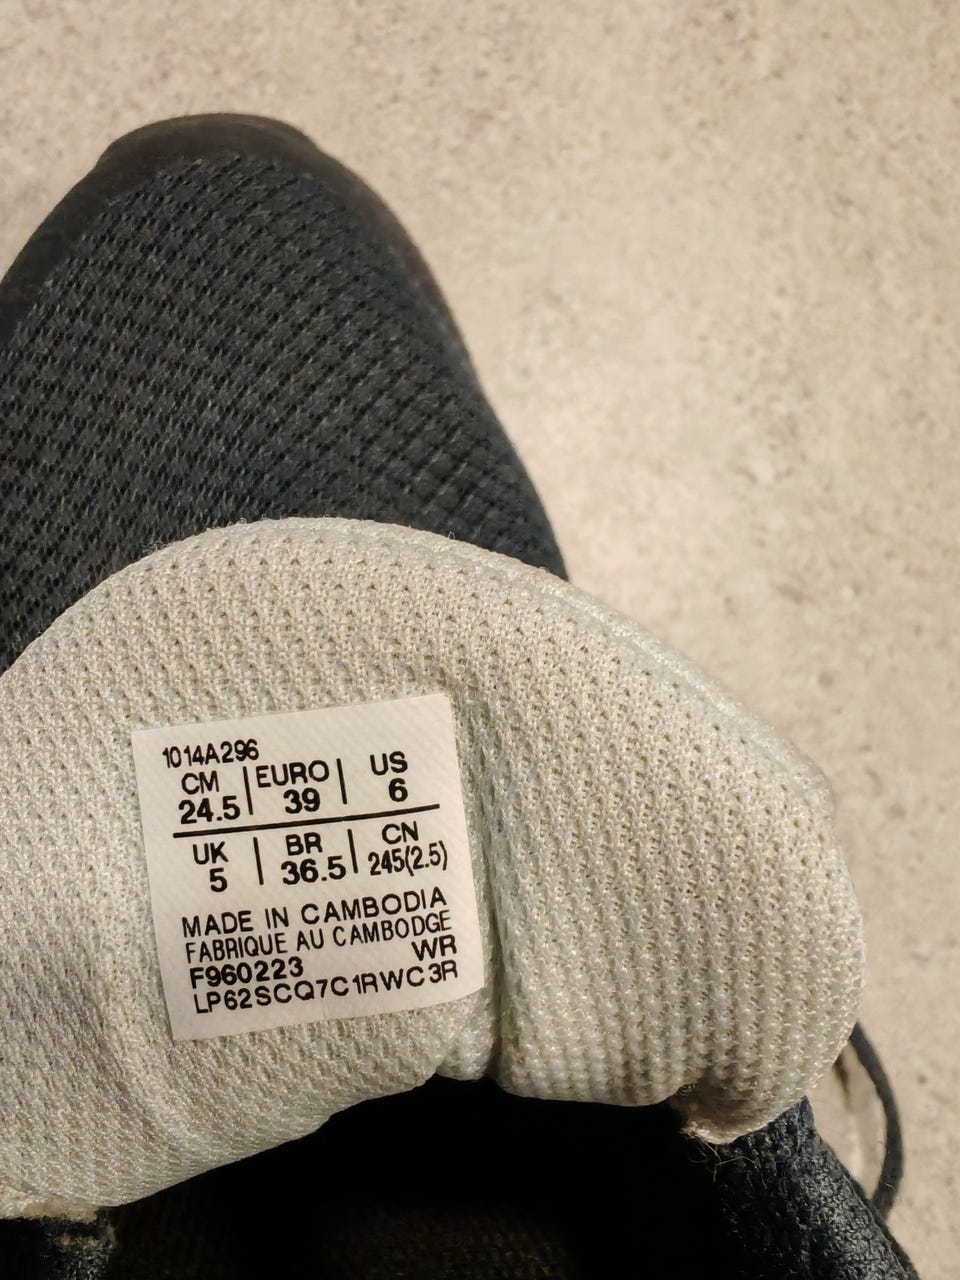 1014A296
CM | EURO | US
24.5 | 39 | 6
UK | BR | CN
5 | 36.5 | 245(2.5)
MADE IN CAMBODIA
FABRIQUE AU CAMBODGE
F960223 WR
LP62SCQ7C1RWC3R